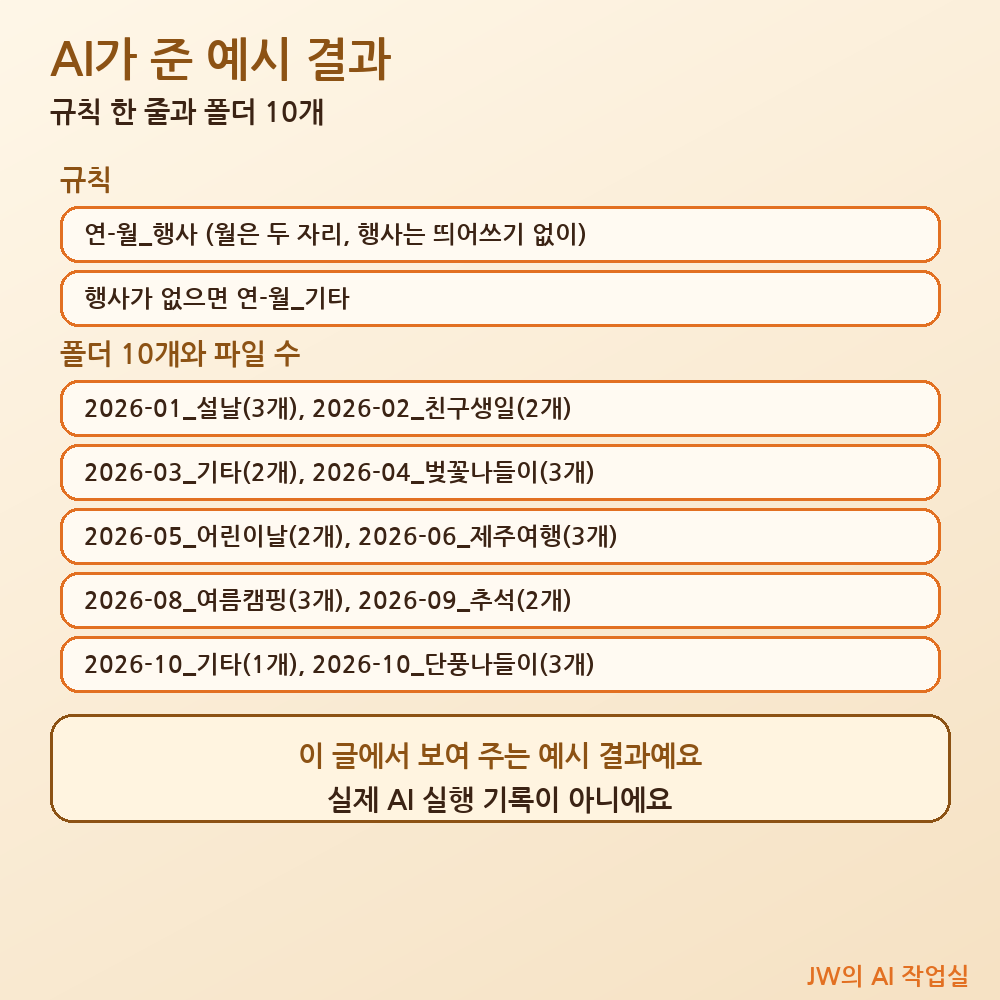 AI가 준 예시 결과
규칙 한 줄과 폴더 10개
규칙
연-월_행사 (월은 두 자리, 행사는 띄어쓰기 없이)
행사가 없으면 연-월_기타
폴더 10개와 파일 수
2026-01_설날(3개), 2026-02_친구생일(2개)
2026-03_기타(2개), 2026-04_벚꽃나들이(3개)
2026-05_어린이날(2개), 2026-06_제주여행(3개)
2026-08_여름캠핑(3개), 2026-09_추석(2개)
2026-10_기타(1개), 2026-10_단풍나들이(3개)
이 글에서 보여 주는 예시 결과예요
실제 AI 실행 기록이 아니에요
JW의 AI 작업실